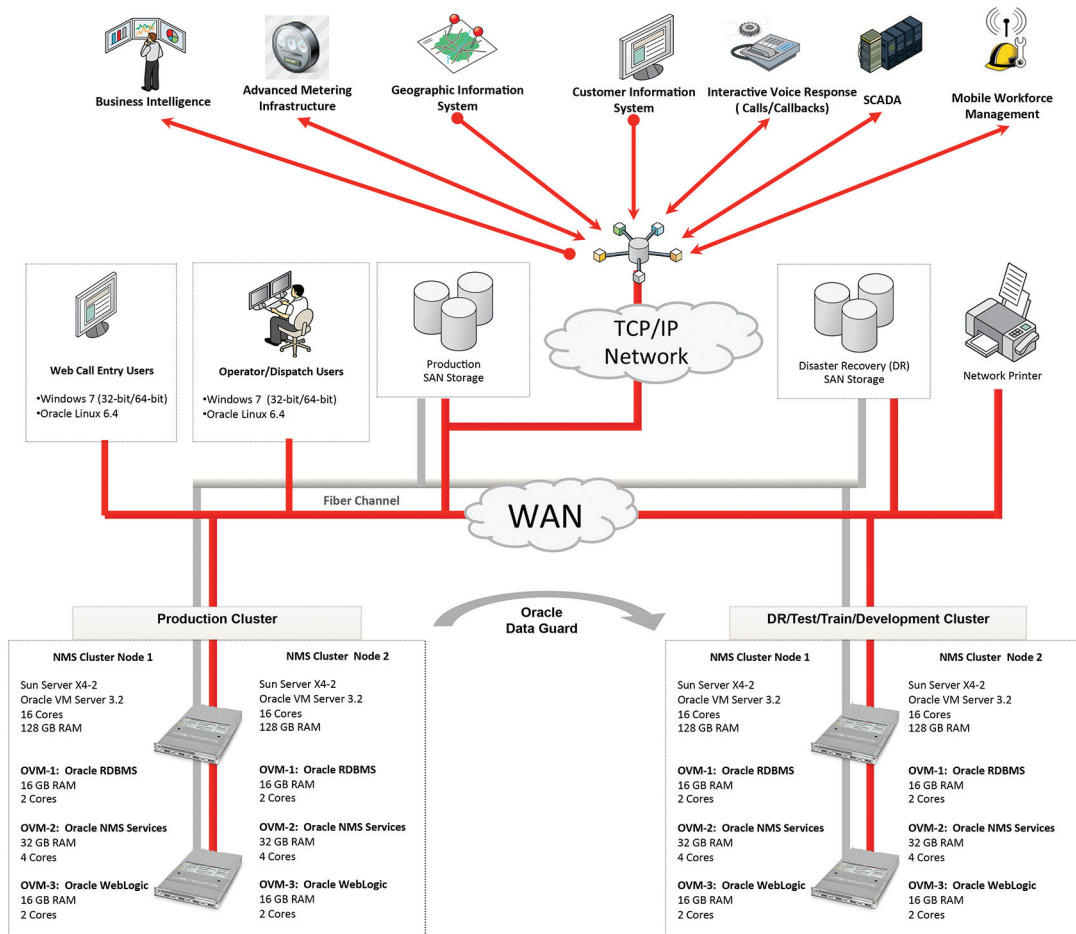 Business Intelligence
Advanced Metering
Infrastructure
Geographic Information
System
Customer Information
System
Interactive Voice Response
( Calls/Callbacks)
SCADA
Mobile Workforce
Management
Web Call Entry Users
•Windows 7 (32-bit/64-bit)
•Oracle Linux 6.4
Operator/Dispatch Users
•Windows 7 (32-bit/64-bit)
•Oracle Linux 6.4
Production
SAN Storage
TCP/IP
Network
Disaster Recovery (DR)
SAN Storage
Network Printer
Fiber Channel
WAN
Production Cluster
Oracle
Data Guard
DR/Test/Train/Development Cluster
NMS Cluster Node 1
Sun Server X4-2
Oracle VM Server 3.2
16 Cores
128 GB RAM
OVM-1: Oracle RDBMS
16 GB RAM
2 Cores
OVM-2: Oracle NMS Services
32 GB RAM
4 Cores
OVM-3: Oracle WebLogic
16 GB RAM
2 Cores
NMS Cluster Node 2
Sun Server X4-2
Oracle VM Server 3.2
16 Cores
128 GB RAM
OVM-1: Oracle RDBMS
16 GB RAM
2 Cores
OVM-2: Oracle NMS Services
32 GB RAM
4 Cores
OVM-3: Oracle WebLogic
16 GB RAM
2 Cores
NMS Cluster Node 1
Sun Server X4-2
Oracle VM Server 3.2
16 Cores
128 GB RAM
OVM-1: Oracle RDBMS
16 GB RAM
2 Cores
OVM-2: Oracle NMS Services
32 GB RAM
4 Cores
OVM-3: Oracle WebLogic
16 GB RAM
2 Cores
NMS Cluster Node 2
Sun Server X4-2
Oracle VM Server 3.2
16 Cores
128 GB RAM
OVM-1: Oracle RDBMS
16 GB RAM
2 Cores
OVM-2: Oracle NMS Services
32 GB RAM
4 Cores
OVM-3: Oracle WebLogic
16 GB RAM
2 Cores